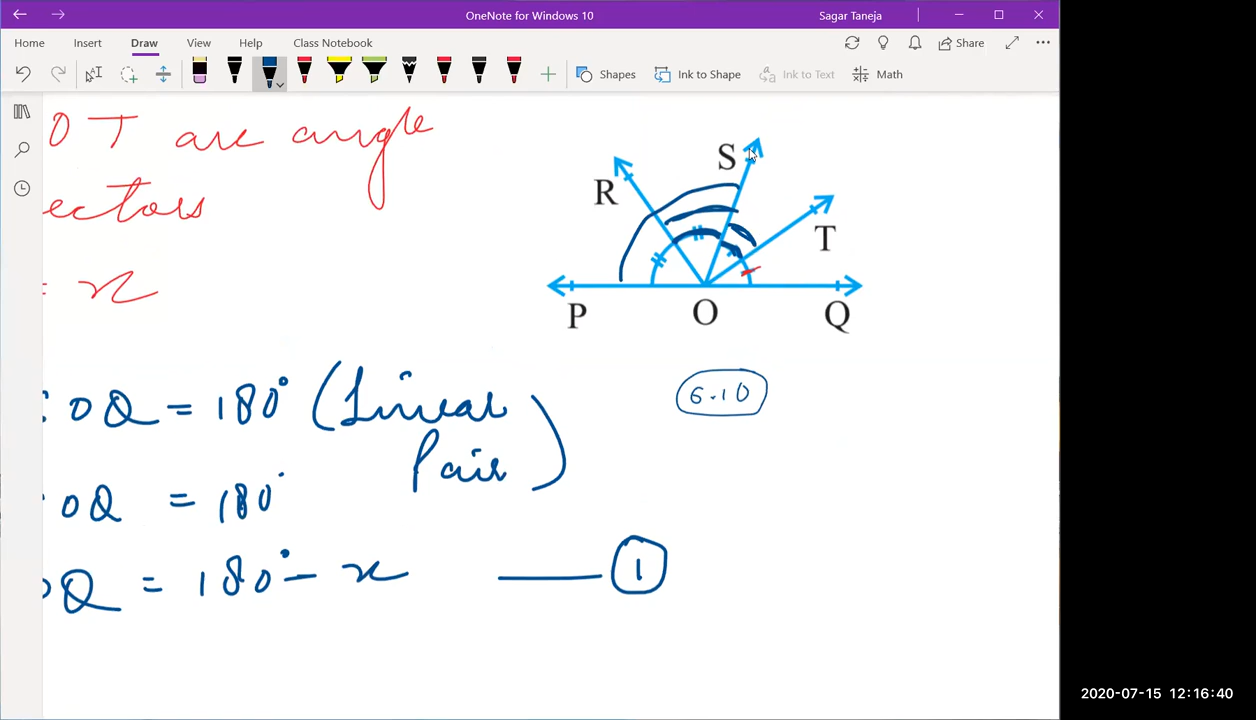 OneNote for Windows 10
Sagar Taneja
Home Insert Draw View Help Class Notebook
Share
Shapes Ink to Shape Ink to Text Math
O T are angle
ectors
= x
S
R
T
P O Q
OQ = 180° (Linear
Pair)
6.10
OQ = 180°
OQ = 180° - x 1
2020-07-15 12:16:40